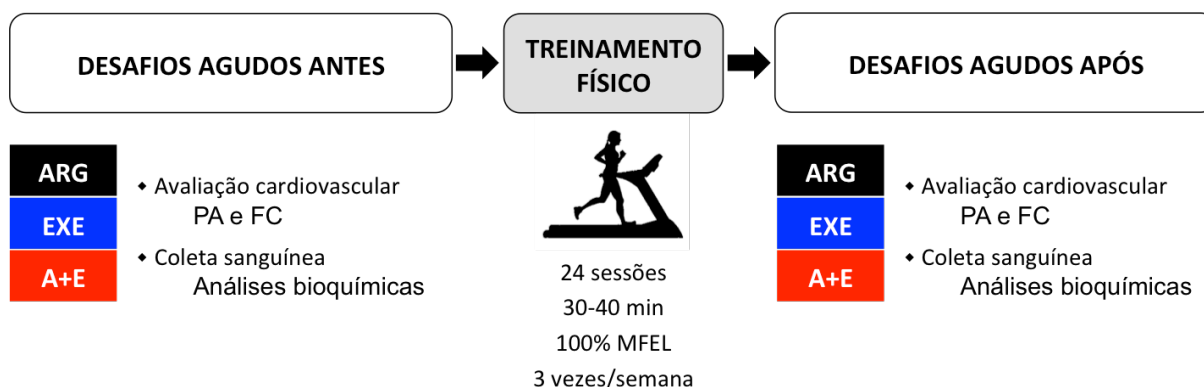 DESAFIOS AGUDOS ANTES
TREINAMENTO
FÍSICO
DESAFIOS AGUDOS APÓS
ARG
EXE
A+E
Avaliação cardiovascular
PA e FC
Coleta sanguínea
Análises bioquímicas
24 sessões
30-40 min
100% MFEL
3 vezes/semana
ARG
EXE
A+E
Avaliação cardiovascular
PA e FC
Coleta sanguínea
Análises bioquímicas